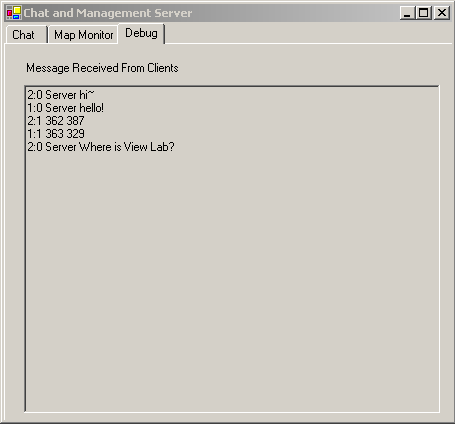 Chat and Management Server
Chat Map Monitor Debug
Message Received From Clients
2:0 Server hi~
1:0 Server hello!
2:1 362 387
1:1 363 329
2:0 Server Where is View Lab?